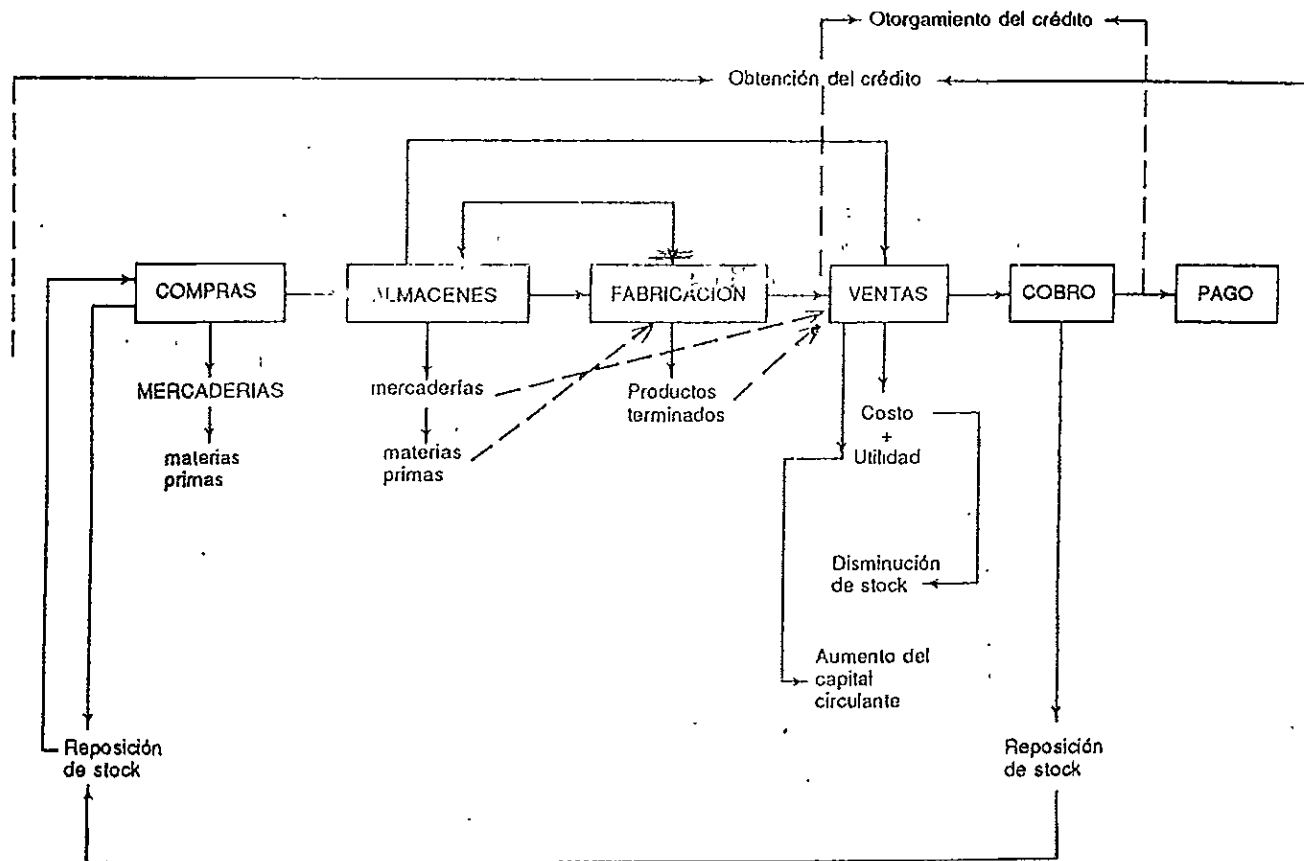 Otorgamiento del crédito
Obtención del crédito
COMPRAS
ALMACENES
FABRICACION
VENTAS
COBRO
PAGO
MERCADERIAS
materias
primas
mercaderías
materias
primas
Productos
terminados
Costo
+
Utilidad
Disminución
de stock
Aumento del
capital
circulante
Reposición
de stock
Reposición
de stock